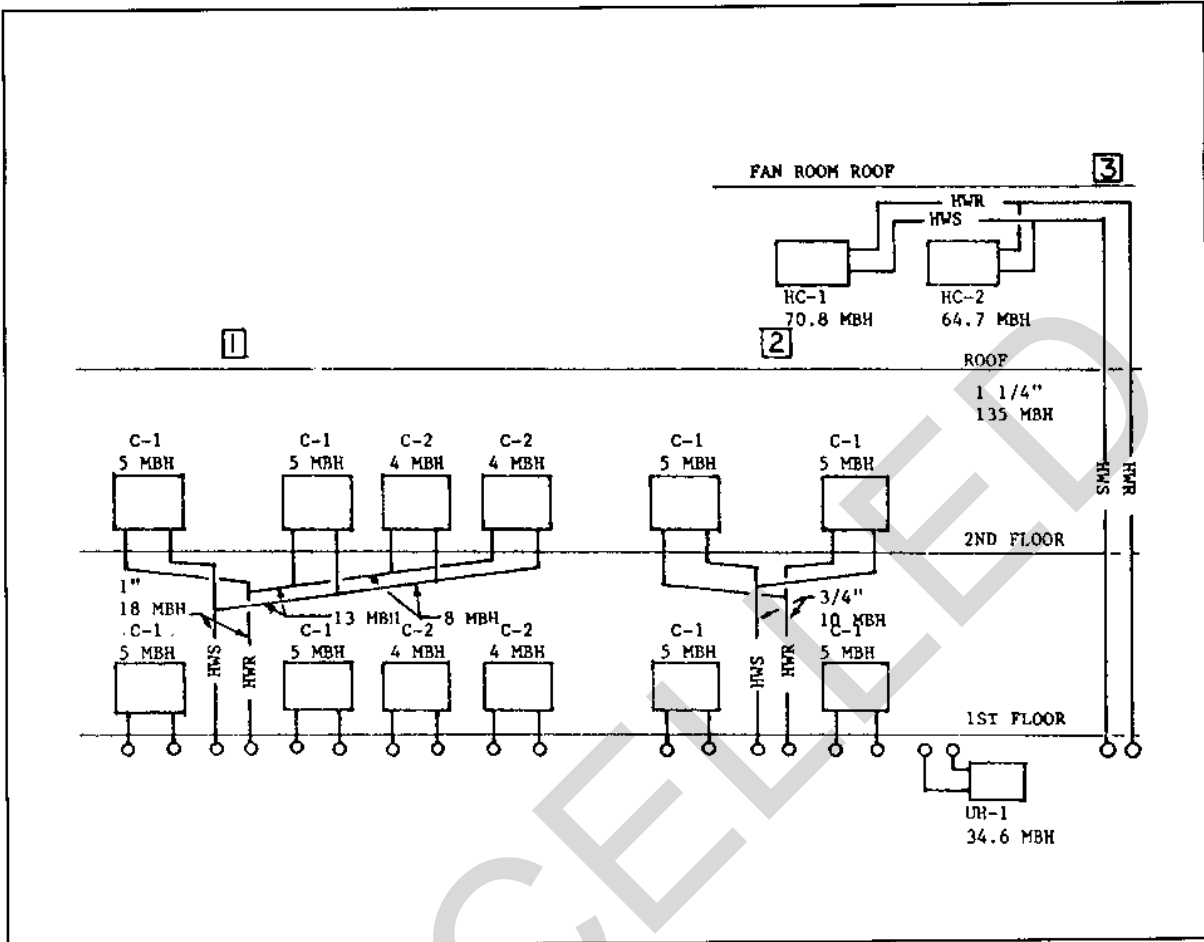 FAN ROOM ROOF
3
HWR
HWS
HC-1
70.8 MBH
HC-2
64.7 MBH
1
2
ROOF
1 1/4"
135 MBH
C-1
5 MBH
C-1
5 MBH
C-2
4 MBH
C-2
4 MBH
C-1
5 MBH
C-1
5 MBH
HWS
HWR
2ND FLOOR
1"
18 MBH
13 MBH
8 MBH
3/4"
10 MBH
C-1
5 MBH
HWS
HWR
C-1
5 MBH
C-2
4 MBH
C-2
4 MBH
C-1
5 MBH
HWS
HWR
C-1
5 MBH
1ST FLOOR
UH-1
34.6 MBH
CELLED